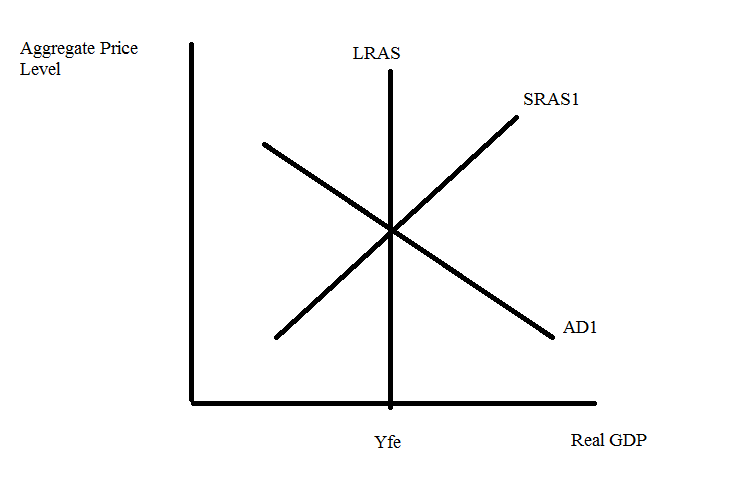 Aggregate Price
Level
LRAS
SRAS1
AD1
Yfe
Real GDP